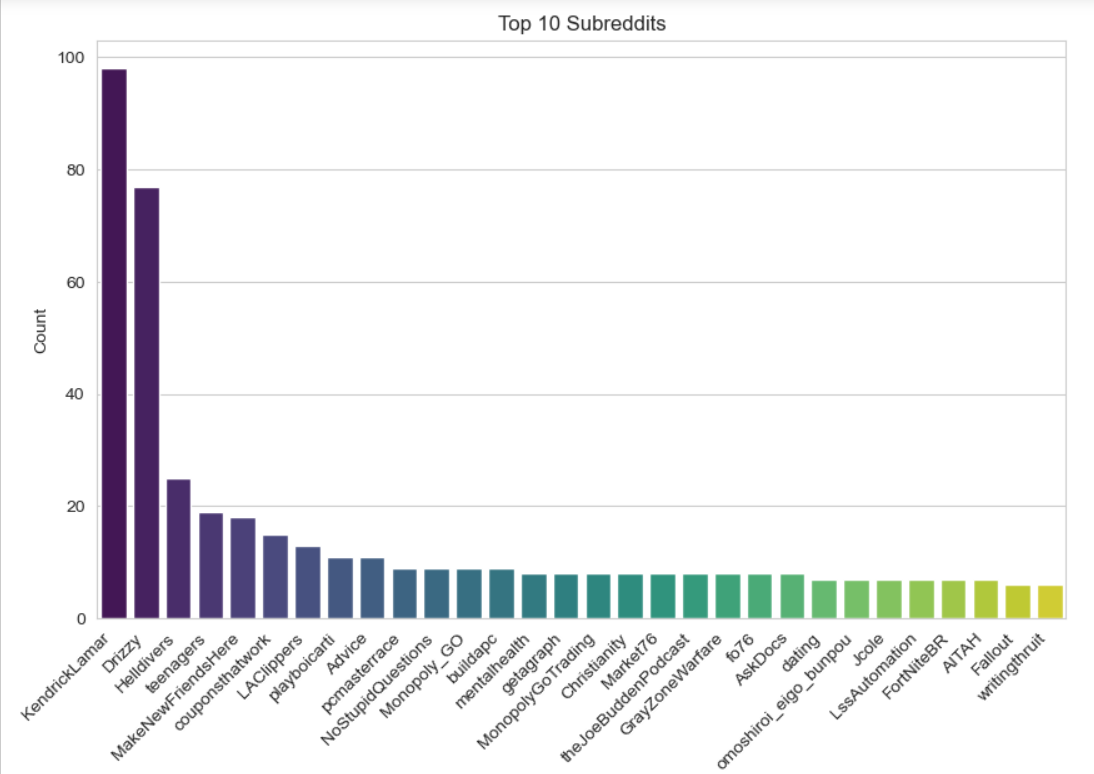 Top 10 Subreddits
100
80
60
40
20
0
Count
KendrickLamar
Drizzy
Helldivers
teenagers
MakeNewFriendsHere
couponsthatwork
LAClippers
playboicarti
Advice
pcmasterrace
NoStupidQuestions
Monopoly_GO
buildapc
mentalhealth
getagraph
MonopolyGoTrading
Christianity
Market76
theJoeBuddenPodcast
GrayZoneWarfare
fo76
AskDocs
dating
omoshiroi_eigo_bunpou
Jcole
LssAutomation
FortNiteBR
AITAH
Fallout
writingthruit